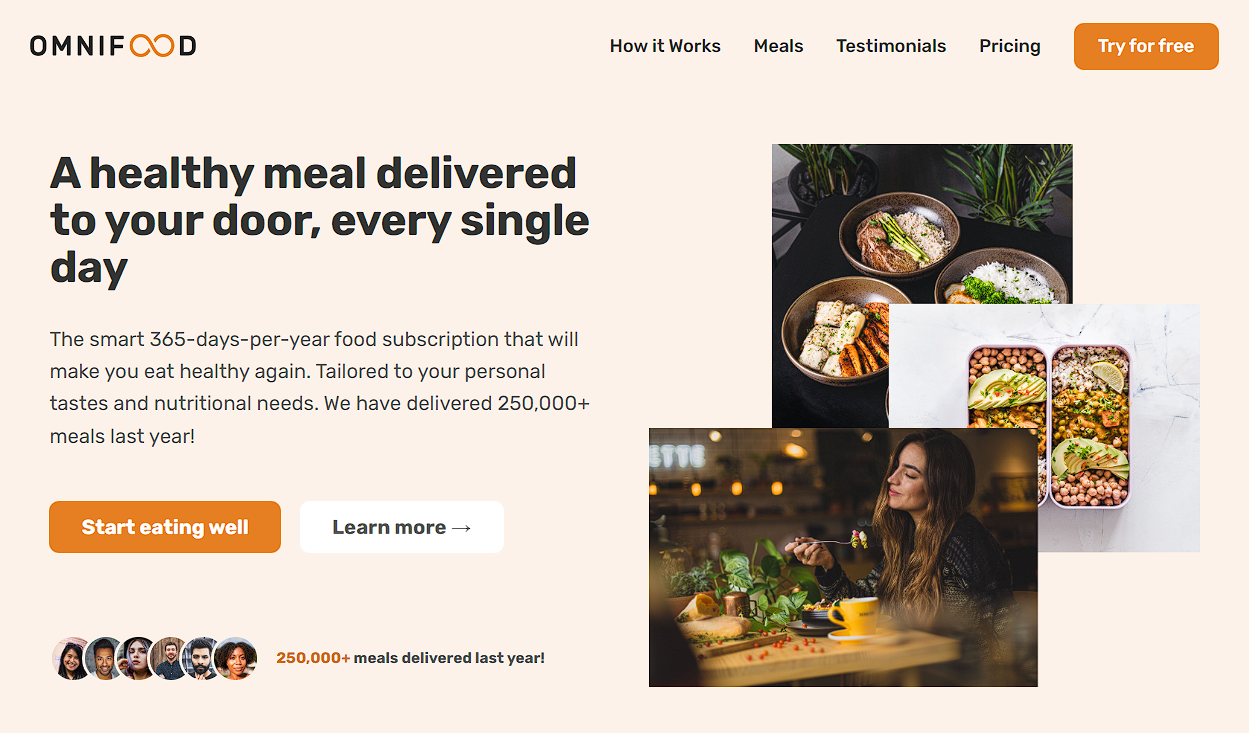 OMNIFOOD
How it Works
Meals
Testimonials
Pricing
Try for free
A healthy meal delivered
to your door, every single
day
The smart 365-days-per-year food subscription that will
make you eat healthy again. Tailored to your personal
tastes and nutritional needs. We have delivered 250,000+
meals last year!
Start eating well
Learn more →
250,000+ meals delivered last year!